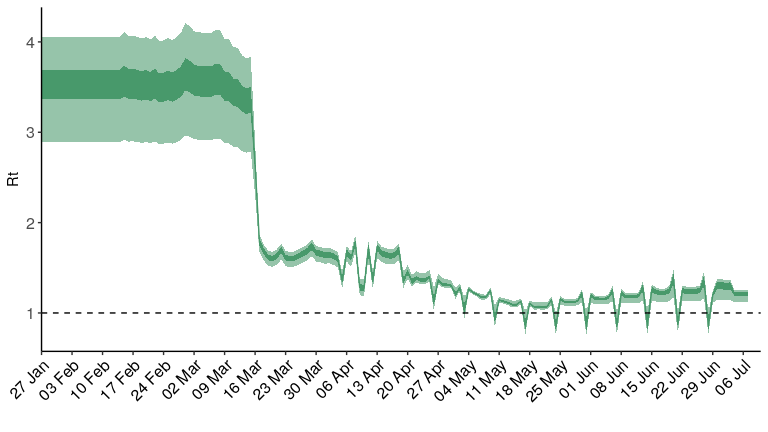 4
3
2
1
Rt
27 Jan
03 Feb
10 Feb
17 Feb
24 Feb
02 Mar
09 Mar
16 Mar
23 Mar
30 Mar
06 Apr
13 Apr
20 Apr
27 Apr
04 May
11 May
18 May
25 May
01 Jun
08 Jun
15 Jun
22 Jun
29 Jun
06 Jul